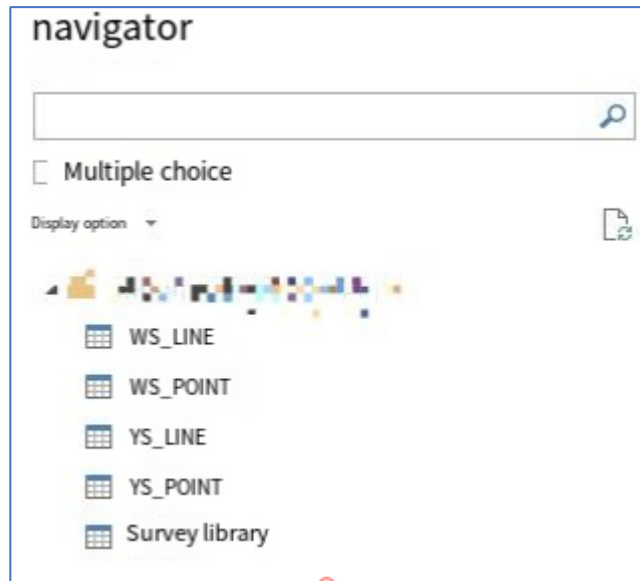 navigator
Multiple choice
Display option
WS_LINE
WS_POINT
YS_LINE
YS_POINT
Survey library